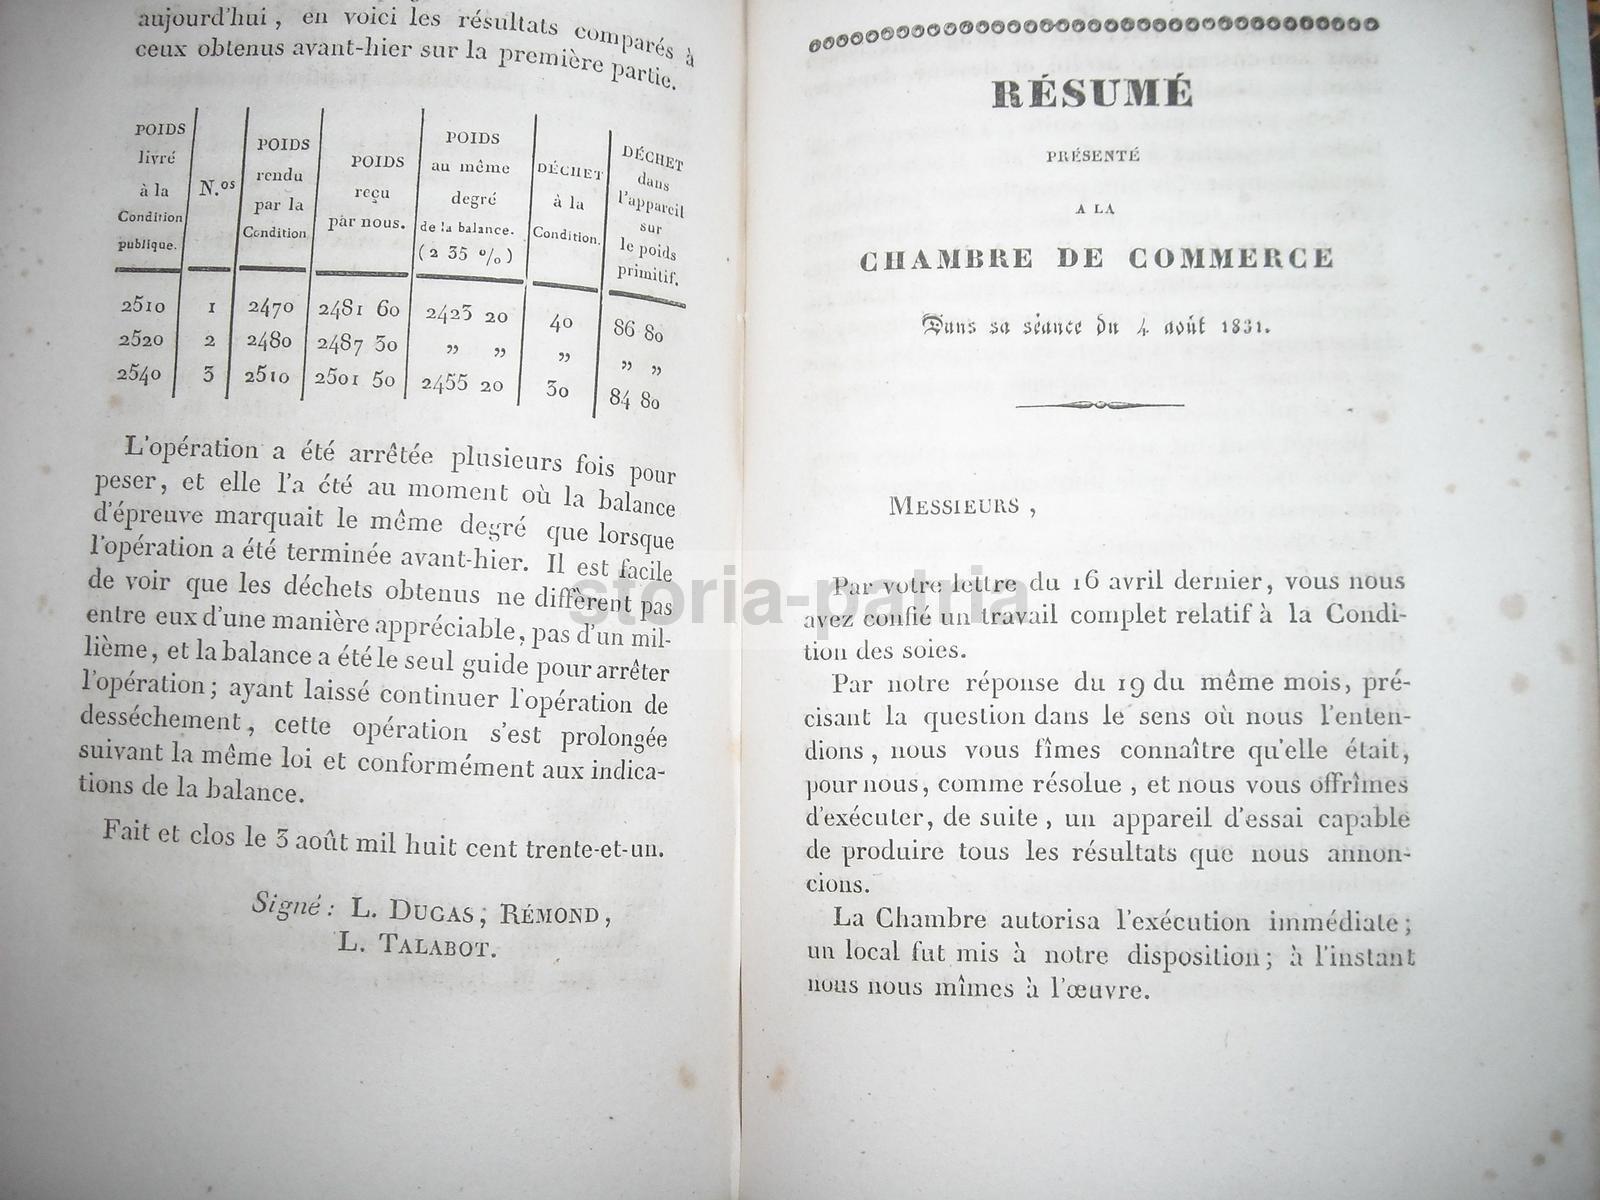 aujourd'hui, en voici les résultats comparés à
ceux obtenus avant-hier sur la première partie.
POIDS livré à la Condition publique. | N.os | POIDS rendu par la Condition | POIDS reçu par nous. | POIDS au même degré de la balance. (2 35 %) | DÉCHET à la Condition. | DÉCHET dans l'appareil sur le poids primitif.
2510 | 1 | 2470 | 2481 60 | 2423 20 | 40 | 86 80
2520 | 2 | 2480 | 2487 30 | ,, ,, | ,, | ,, ,,
2540 | 3 | 2510 | 2501 50 | 2455 20 | 30 | 84 80
L'opération a été arrêtée plusieurs fois pour
peser, et elle l'a été au moment où la balance
d'épreuve marquait le même degré que lorsque
l'opération a été terminée avant-hier. Il est facile
de voir que les déchets obtenus ne diffèrent pas
entre eux d'une manière appréciable, pas d'un mil-
lième, et la balance a été le seul guide pour arrêter
l'opération; ayant laissé continuer l'opération de
desséchement, cette opération s'est prolongée
suivant la même loi et conformément aux indica-
tions de la balance.
Fait et clos le 3 août mil huit cent trente-et-un.
Signé: L. DUGAS, RÉMOND,
L. TALABOT.
RÉSUMÉ
PRÉSENTÉ
A LA
CHAMBRE DE COMMERCE
Dans sa séance du 4 août 1831.
MESSIEURS,
Par votre lettre du 16 avril dernier, vous nous
avez confié un travail complet relatif à la Condi-
tion des soies.
Par notre réponse du 19 du même mois, pré-
cisant la question dans le sens où nous l'enten-
dions, nous vous fîmes connaître qu'elle était,
pour nous, comme résolue, et nous vous offrîmes
d'exécuter, de suite, un appareil d'essai capable
de produire tous les résultats que nous annon-
cions.
La Chambre autorisa l'exécution immédiate;
un local fut mis à notre disposition; à l'instant
nous nous mîmes à l'œuvre.
storia-patria